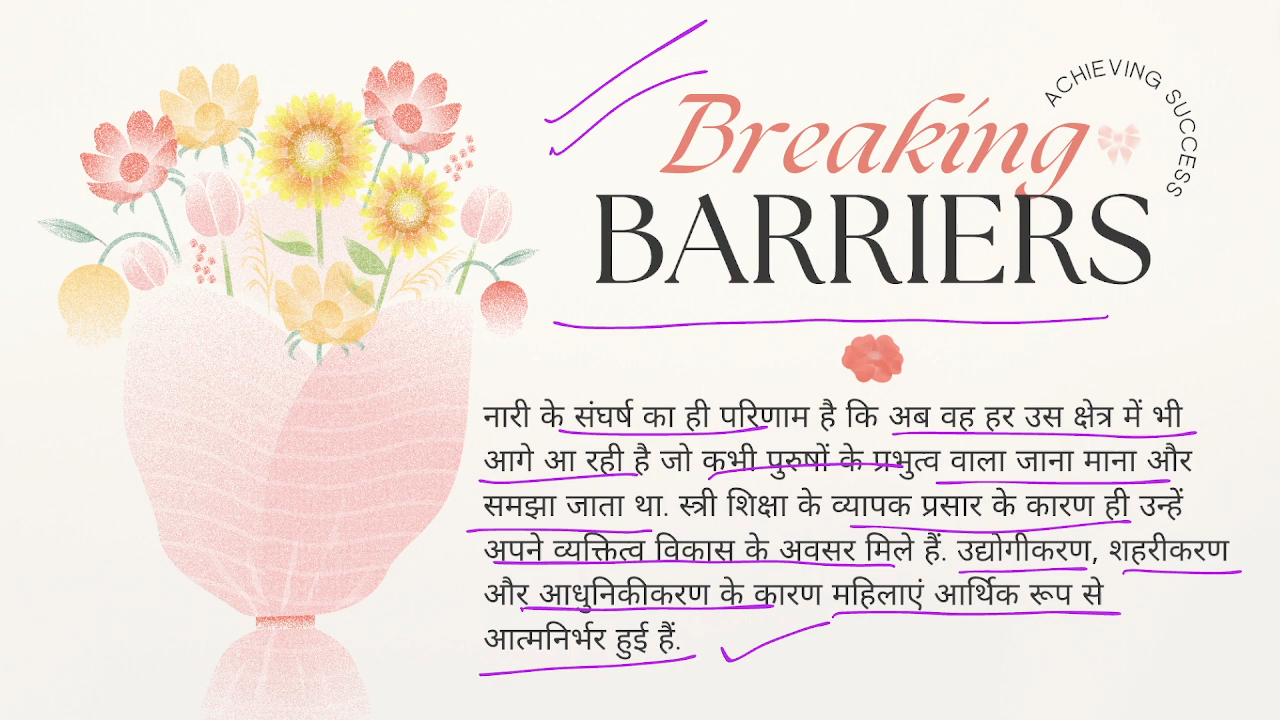 ACHIEVING SUCCESS
Breaking
BARRIERS
नारी के संघर्ष का ही परिणाम है कि अब वह हर उस क्षेत्र में भी
आगे आ रही है जो कभी पुरुषों के प्रभुत्व वाला जाना माना और
समझा जाता था. स्त्री शिक्षा के व्यापक प्रसार के कारण ही उन्हें
अपने व्यक्तित्व विकास के अवसर मिले हैं. उद्योगीकरण, शहरीकरण
और आधुनिकीकरण के कारण महिलाएं आर्थिक रूप से
आत्मनिर्भर हुई हैं.